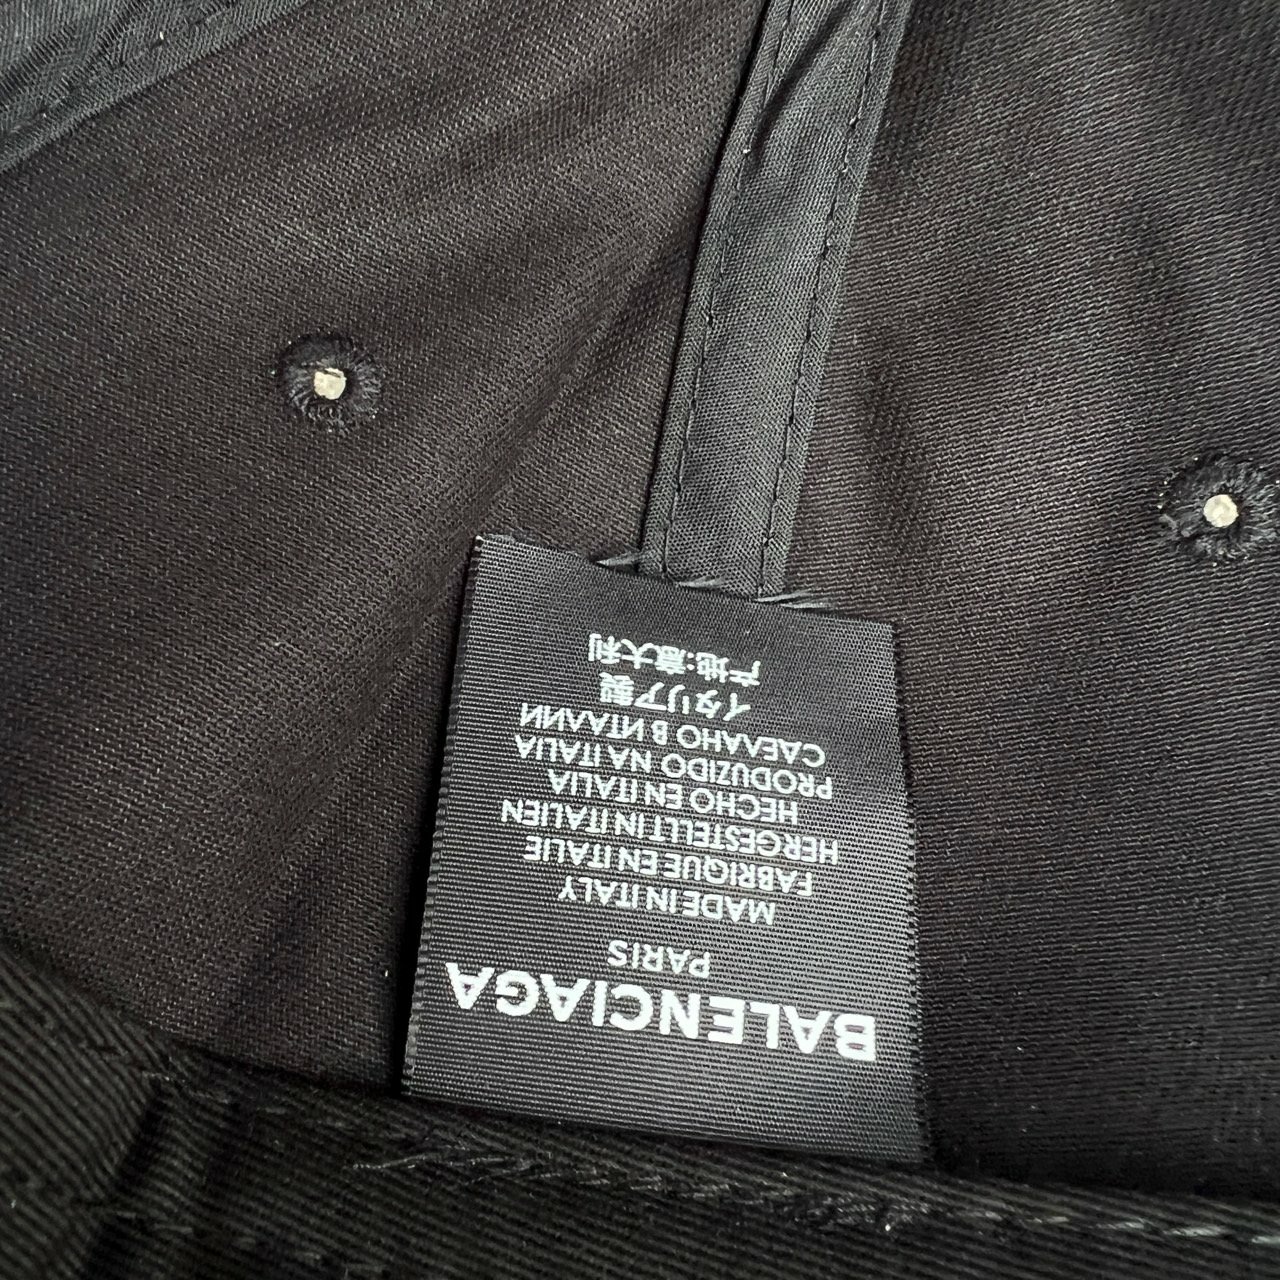 BALENCIAGA
PARIS
MADE IN ITALY
FABRIQUE EN ITALIE
HERGESTELLT IN ITALIEN
HECHO EN ITALIA
PRODUZIDO NA ITALIA
СДЕЛАНО В ИТАЛИИ
イタリア製
产地:意大利